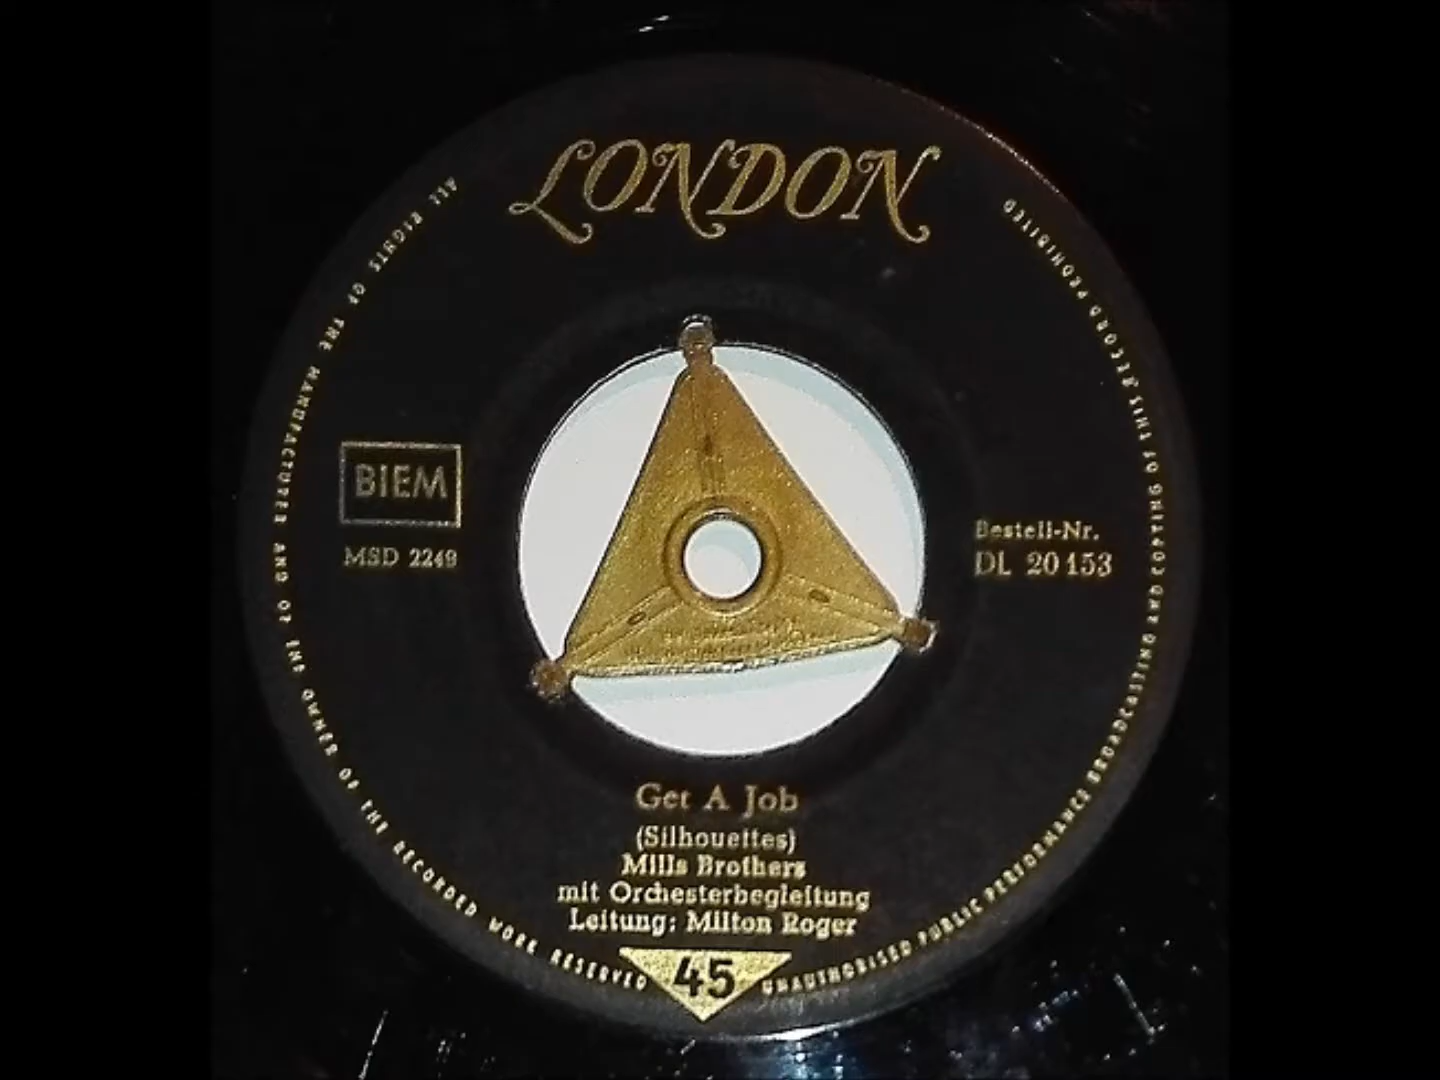 LONDON
ALL RIGHTS OF THE MANUFACTURER AND OF THE OWNER OF THE RECORDED WORK RESERVED
UNAUTHORISED PUBLIC PERFORMANCE BROADCASTING AND COPYING OF THIS RECORD PROHIBITED
BIEM
MSD 2249
Bestell-Nr.
DL 20 153
Get A Job
(Silhouettes)
Mills Brothers
mit Orchesterbegleitung
Leitung: Milton Roger
45